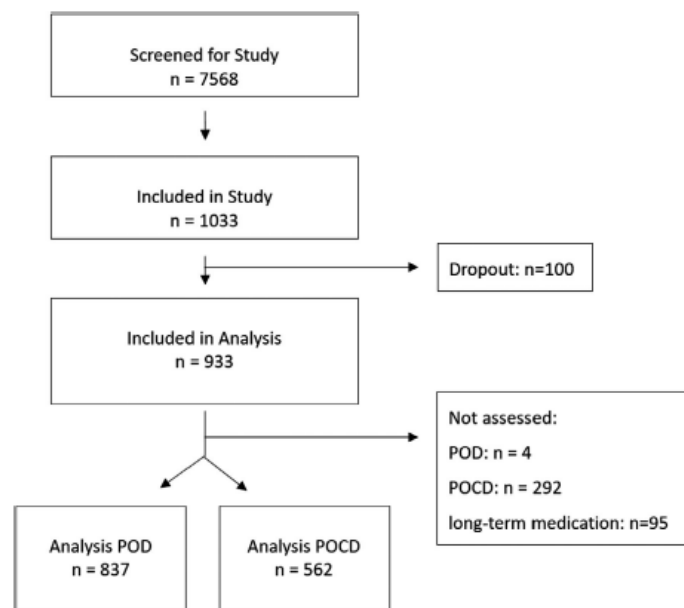 Screened for Study
n = 7568
Included in Study
n = 1033
Dropout: n=100
Included in Analysis
n = 933
Not assessed:
POD: n = 4
POCD: n = 292
long-term medication: n=95
Analysis POD
n = 837
Analysis POCD
n = 562